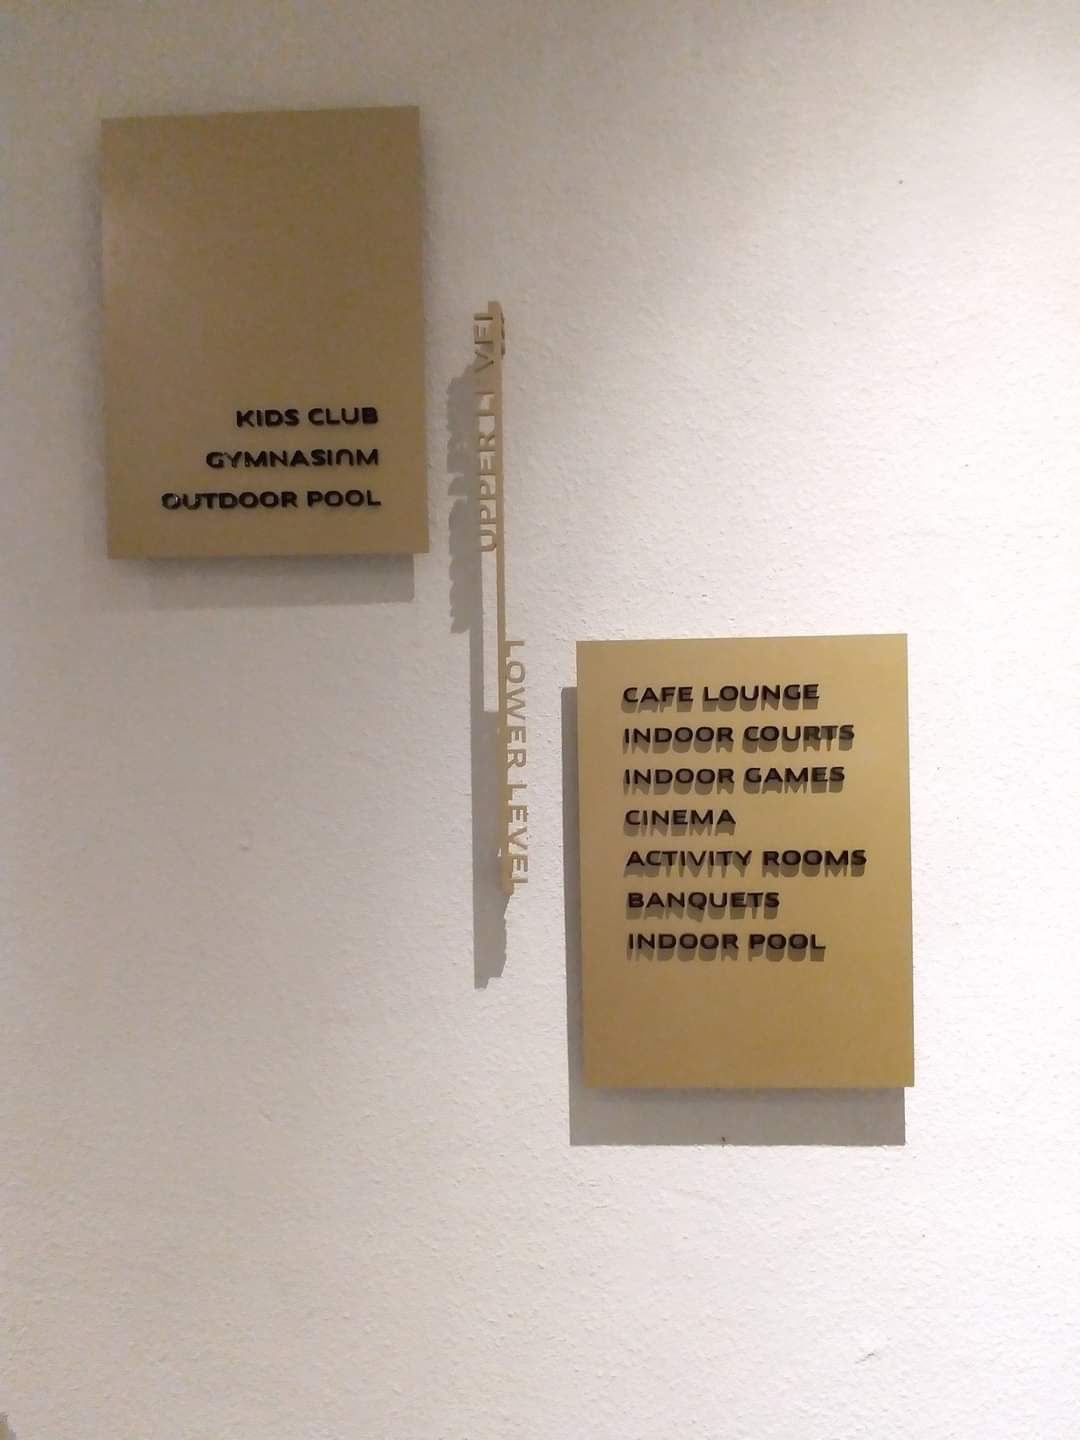 KIDS CLUB
GYMNASIUM
OUTDOOR POOL
UPPER LEVEL
LOWER LEVEL
CAFE LOUNGE
INDOOR COURTS
INDOOR GAMES
CINEMA
ACTIVITY ROOMS
BANQUETS
INDOOR POOL